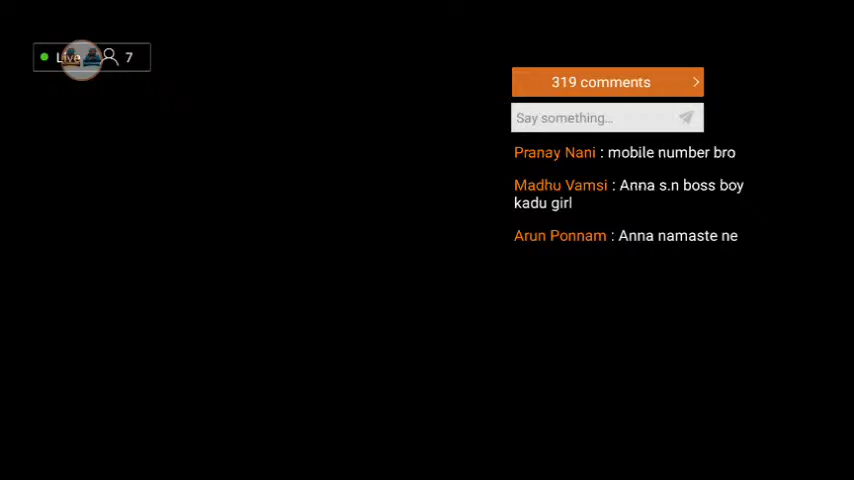 Live 7
319 comments
Say something...
Pranay Nani : mobile number bro
Madhu Vamsi : Anna s.n boss boy
kadu girl
Arun Ponnam : Anna namaste ne